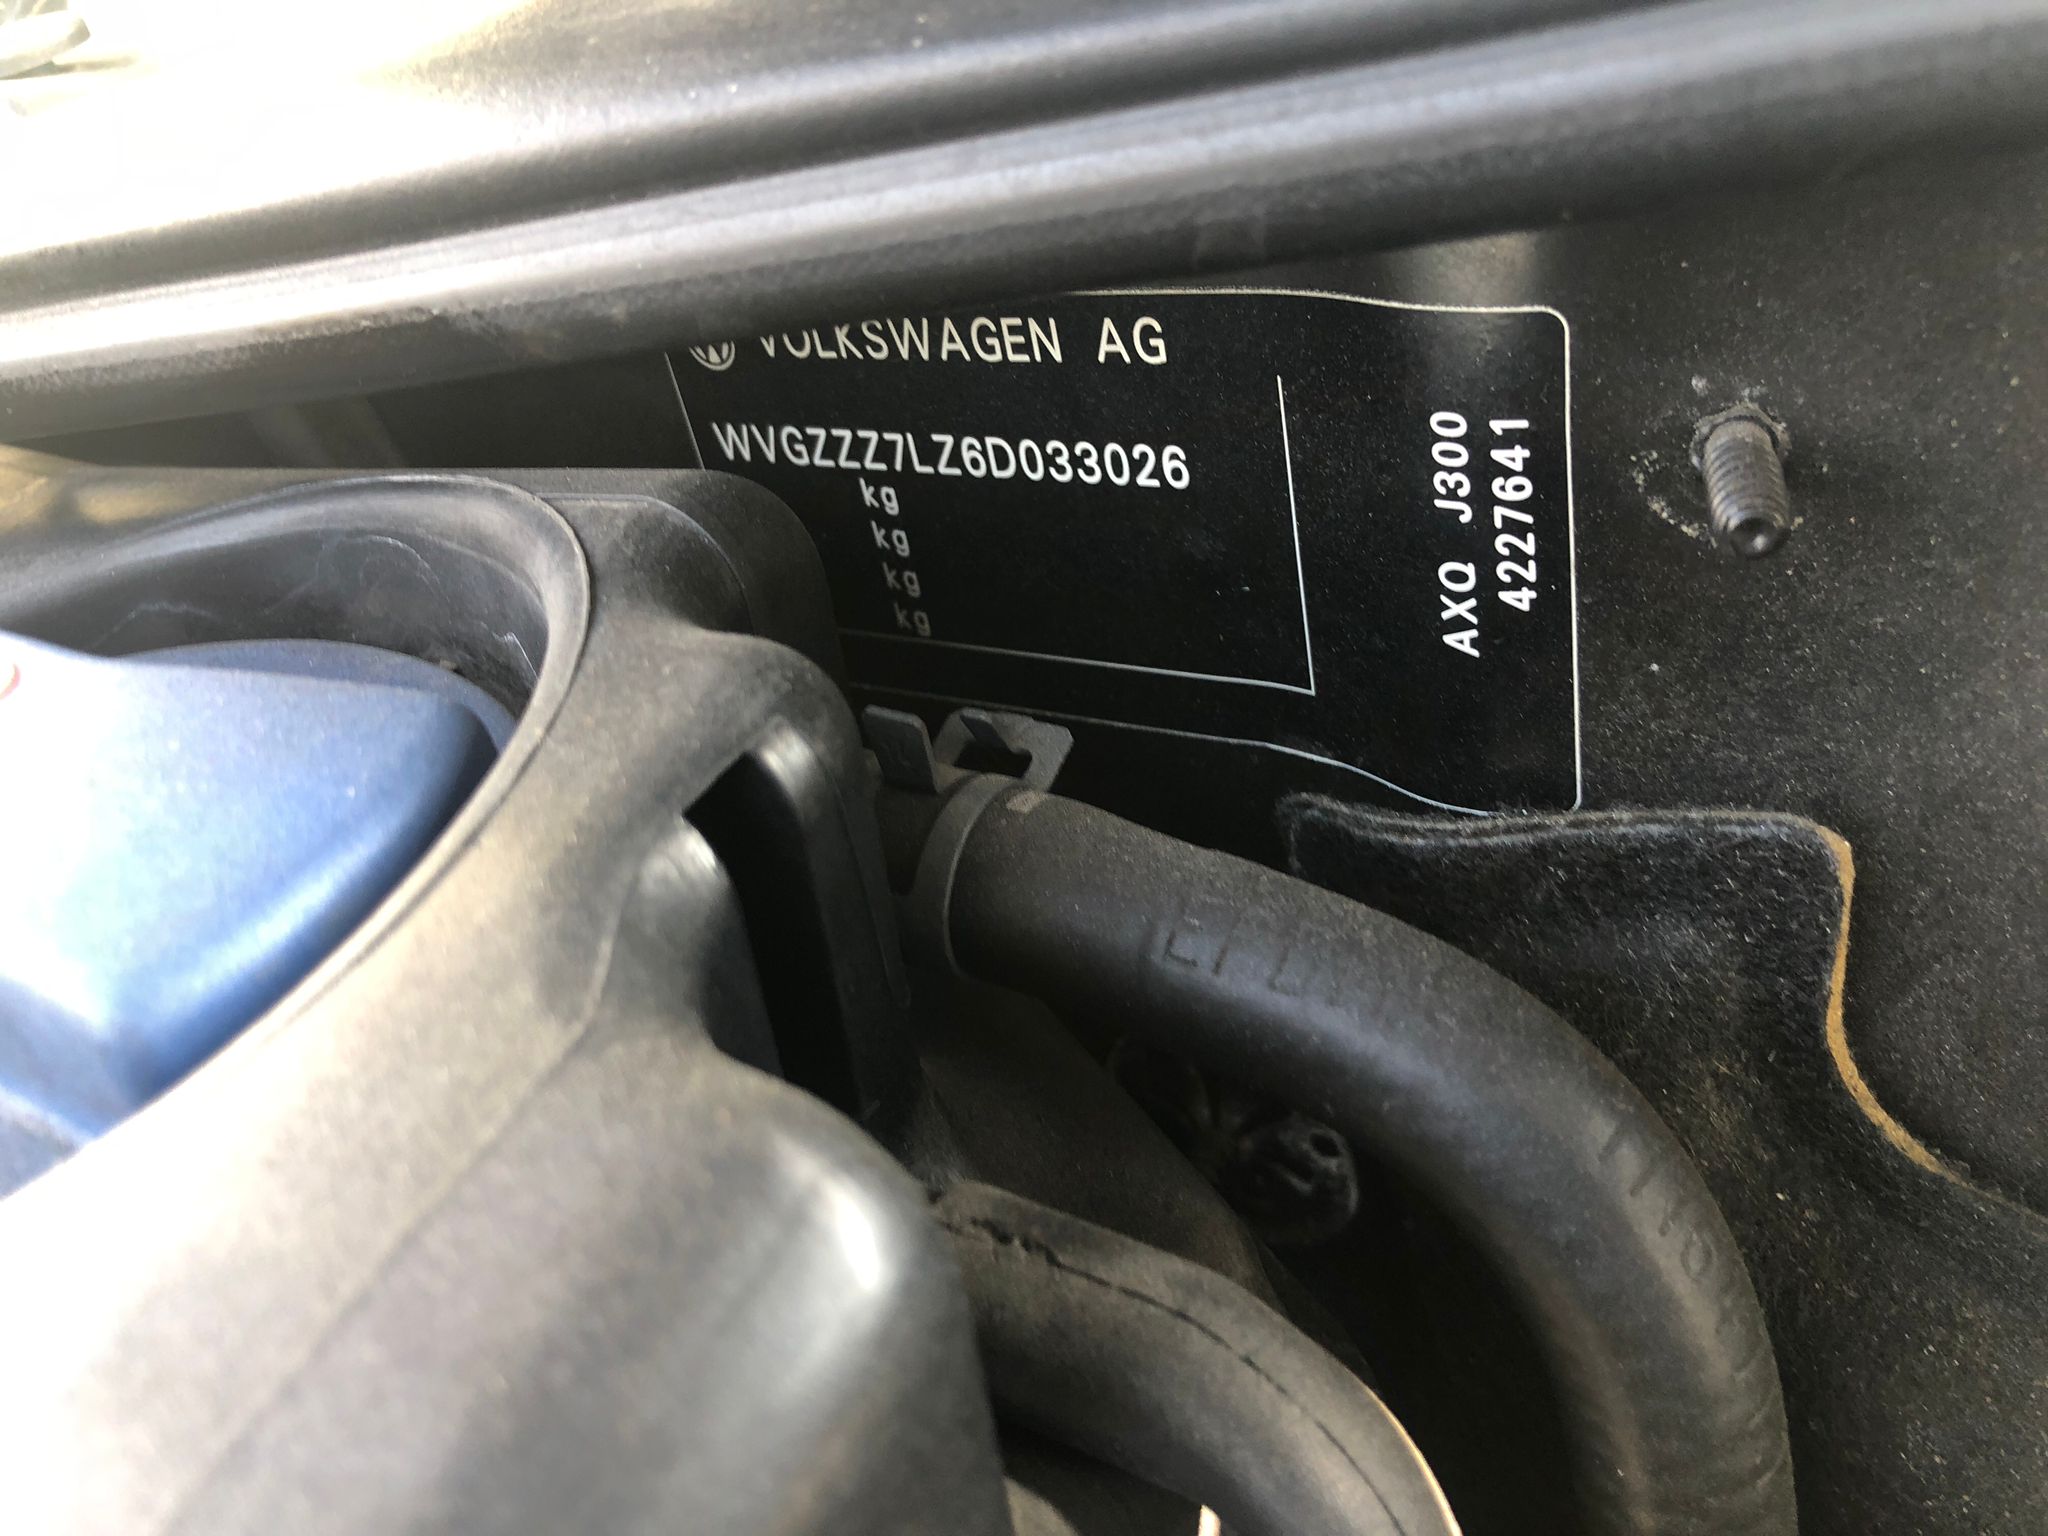 VOLKSWAGEN AG
WVGZZZ7LZ6D033026
kg
kg
kg
kg
AXQ J300
4227641